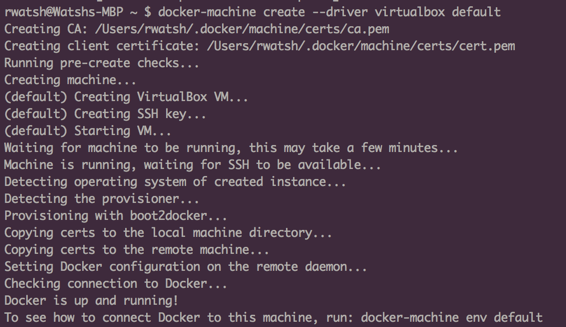 rwatsh@Watshs-MBP ~ $ docker-machine create --driver virtualbox default
Creating CA: /Users/rwatsh/.docker/machine/certs/ca.pem
Creating client certificate: /Users/rwatsh/.docker/machine/certs/cert.pem
Running pre-create checks...
Creating machine...
(default) Creating VirtualBox VM...
(default) Creating SSH key...
(default) Starting VM...
Waiting for machine to be running, this may take a few minutes...
Machine is running, waiting for SSH to be available...
Detecting operating system of created instance...
Detecting the provisioner...
Provisioning with boot2docker...
Copying certs to the local machine directory...
Copying certs to the remote machine...
Setting Docker configuration on the remote daemon...
Checking connection to Docker...
Docker is up and running!
To see how to connect Docker to this machine, run: docker-machine env default